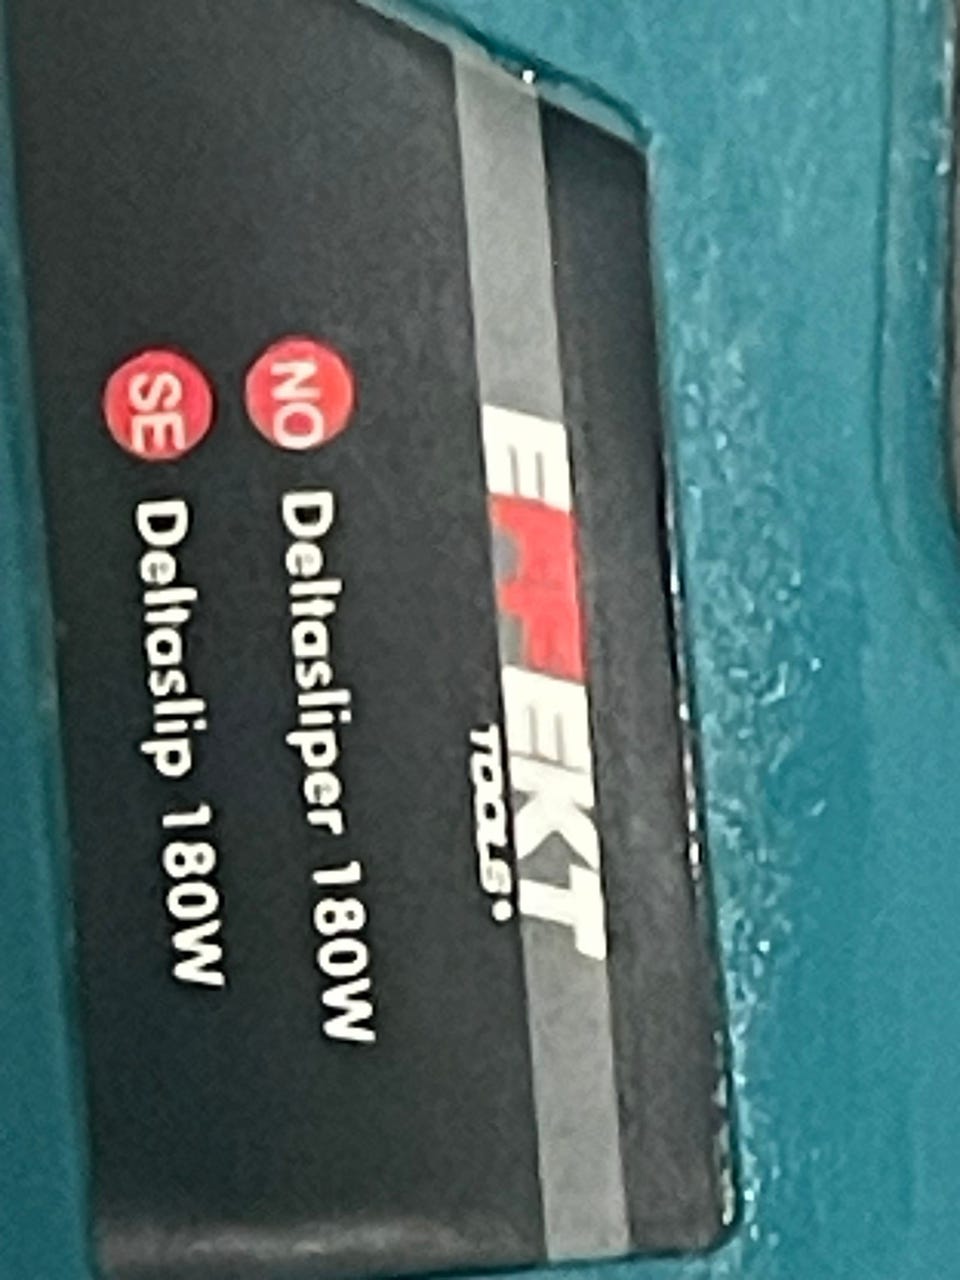 EFFEKT
TOOLS
NO Deltasliper 180W
SE Deltaslip 180W